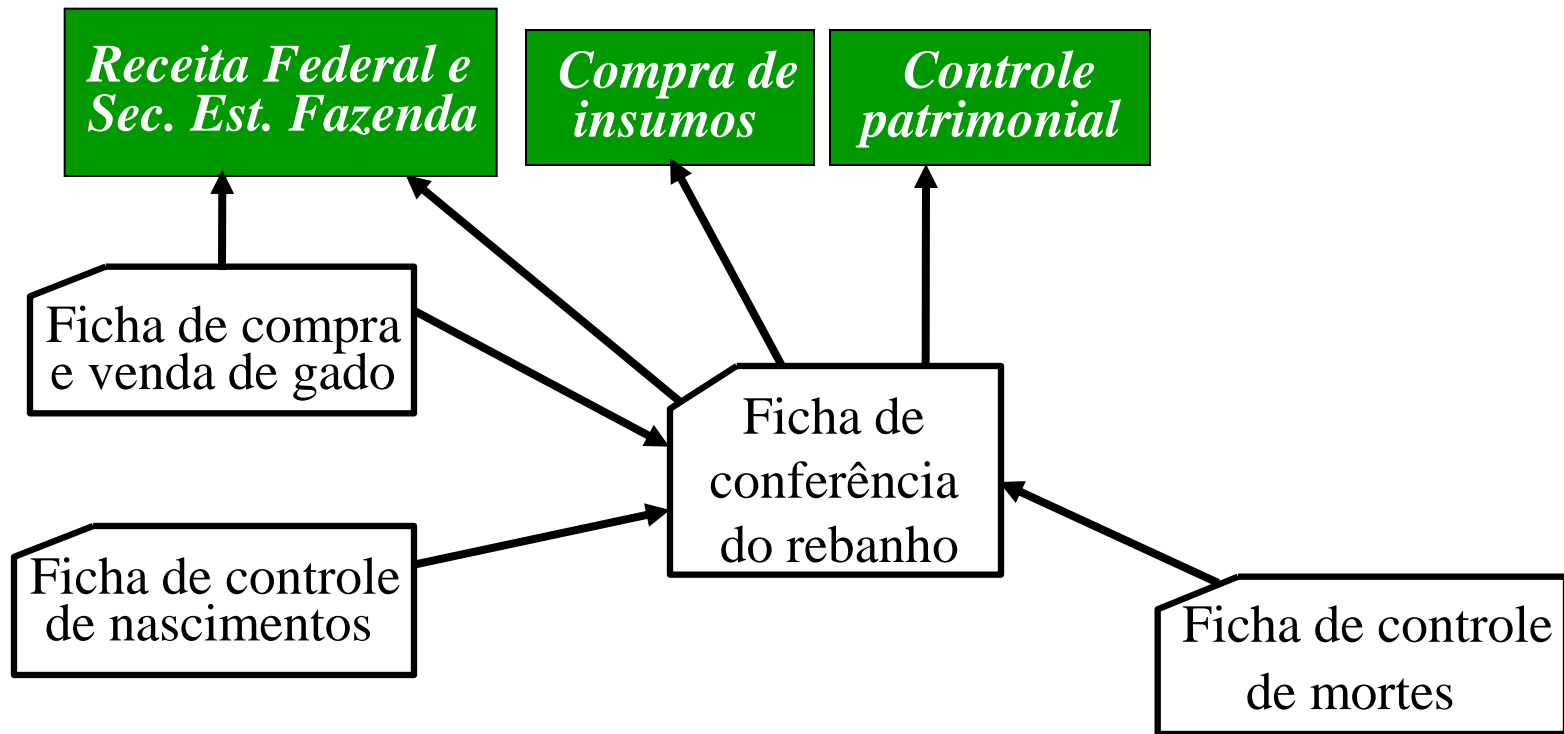 Receita Federal e
Sec. Est. Fazenda
Compra de
insumos
Controle
patrimonial
Ficha de compra
e venda de gado
Ficha de
conferência
do rebanho
Ficha de controle
de nascimentos
Ficha de controle
de mortes